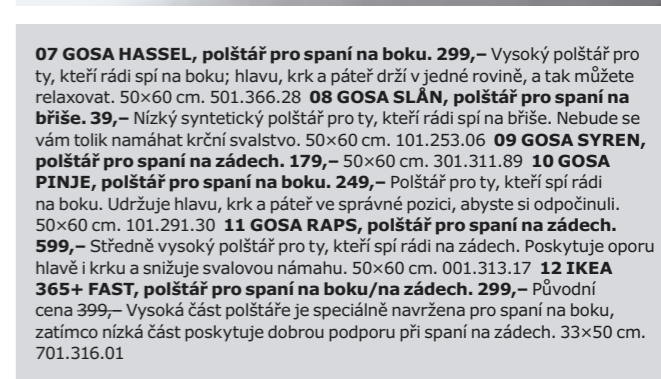 07 GOSA HASSEL, polštář pro spaní na boku. 299,– Vysoký polštář pro
ty, kteří rádi spí na boku; hlavu, krk a páteř drží v jedné rovině, a tak můžete
relaxovat. 50×60 cm. 501.366.28 08 GOSA SLÅN, polštář pro spaní na
břiše. 39,– Nízký syntetický polštář pro ty, kteří rádi spí na břiše. Nebude se
vám tolik namáhat krční svalstvo. 50×60 cm. 101.253.06 09 GOSA SYREN,
polštář pro spaní na zádech. 179,– 50×60 cm. 301.311.89 10 GOSA
PINJE, polštář pro spaní na boku. 249,– Polštář pro ty, kteří spí rádi
na boku. Udržuje hlavu, krk a páteř ve správné pozici, abyste si odpočinuli.
50×60 cm. 101.291.30 11 GOSA RAPS, polštář pro spaní na zádech.
599,– Středně vysoký polštář pro ty, kteří spí rádi na zádech. Poskytuje oporu
hlavě i krku a snižuje svalovou námahu. 50×60 cm. 001.313.17 12 IKEA
365+ FAST, polštář pro spaní na boku/na zádech. 299,– Původní
cena 399,– Vysoká část polštáře je speciálně navržena pro spaní na boku,
zatímco nízká část poskytuje dobrou podporu při spaní na zádech. 33×50 cm.
701.316.01